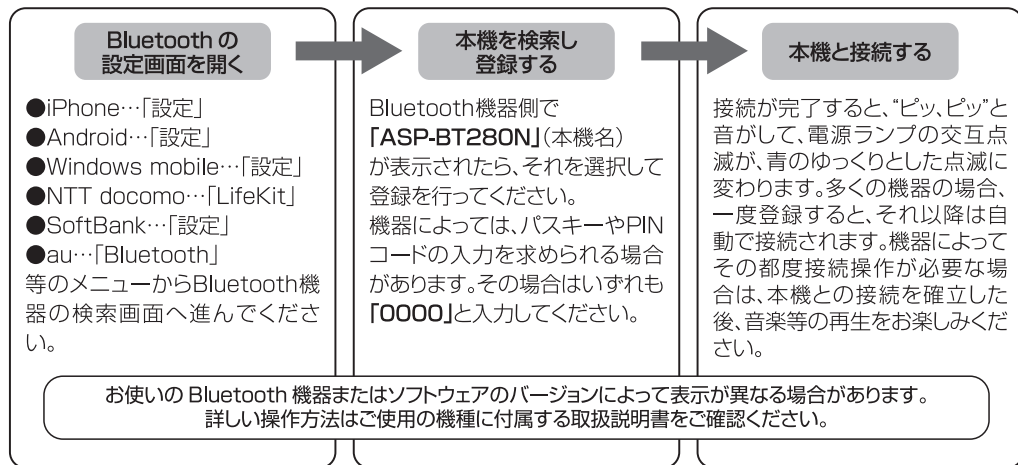 Bluetooth の
設定画面を開く
●iPhone…「設定」
●Android…「設定」
●Windows mobile…「設定」
●NTT docomo…「LifeKit」
●SoftBank…「設定」
●au…「Bluetooth」
等のメニューからBluetooth機
器の検索画面へ進んでくださ
い。
本機を検索し
登録する
Bluetooth機器側で
「ASP-BT280N」(本機名)
が表示されたら、それを選択して
登録を行ってください。
機器によっては、パスキーやPIN
コードの入力を求められる場合
があります。その場合はいずれも
「0000」と入力してください。
本機と接続する
接続が完了すると、“ピッ、ピッ”と
音がして、電源ランプの交互点
滅が、青のゆっくりとした点滅に
変わります。多くの機器の場合、
一度登録すると、それ以降は自
動で接続されます。機器によって
その都度接続操作が必要な場
合は、本機との接続を確立した
後、音楽等の再生をお楽しみくだ
さい。
お使いの Bluetooth 機器またはソフトウェアのバージョンによって表示が異なる場合があります。
詳しい操作方法はご使用の機種に付属する取扱説明書をご確認ください。